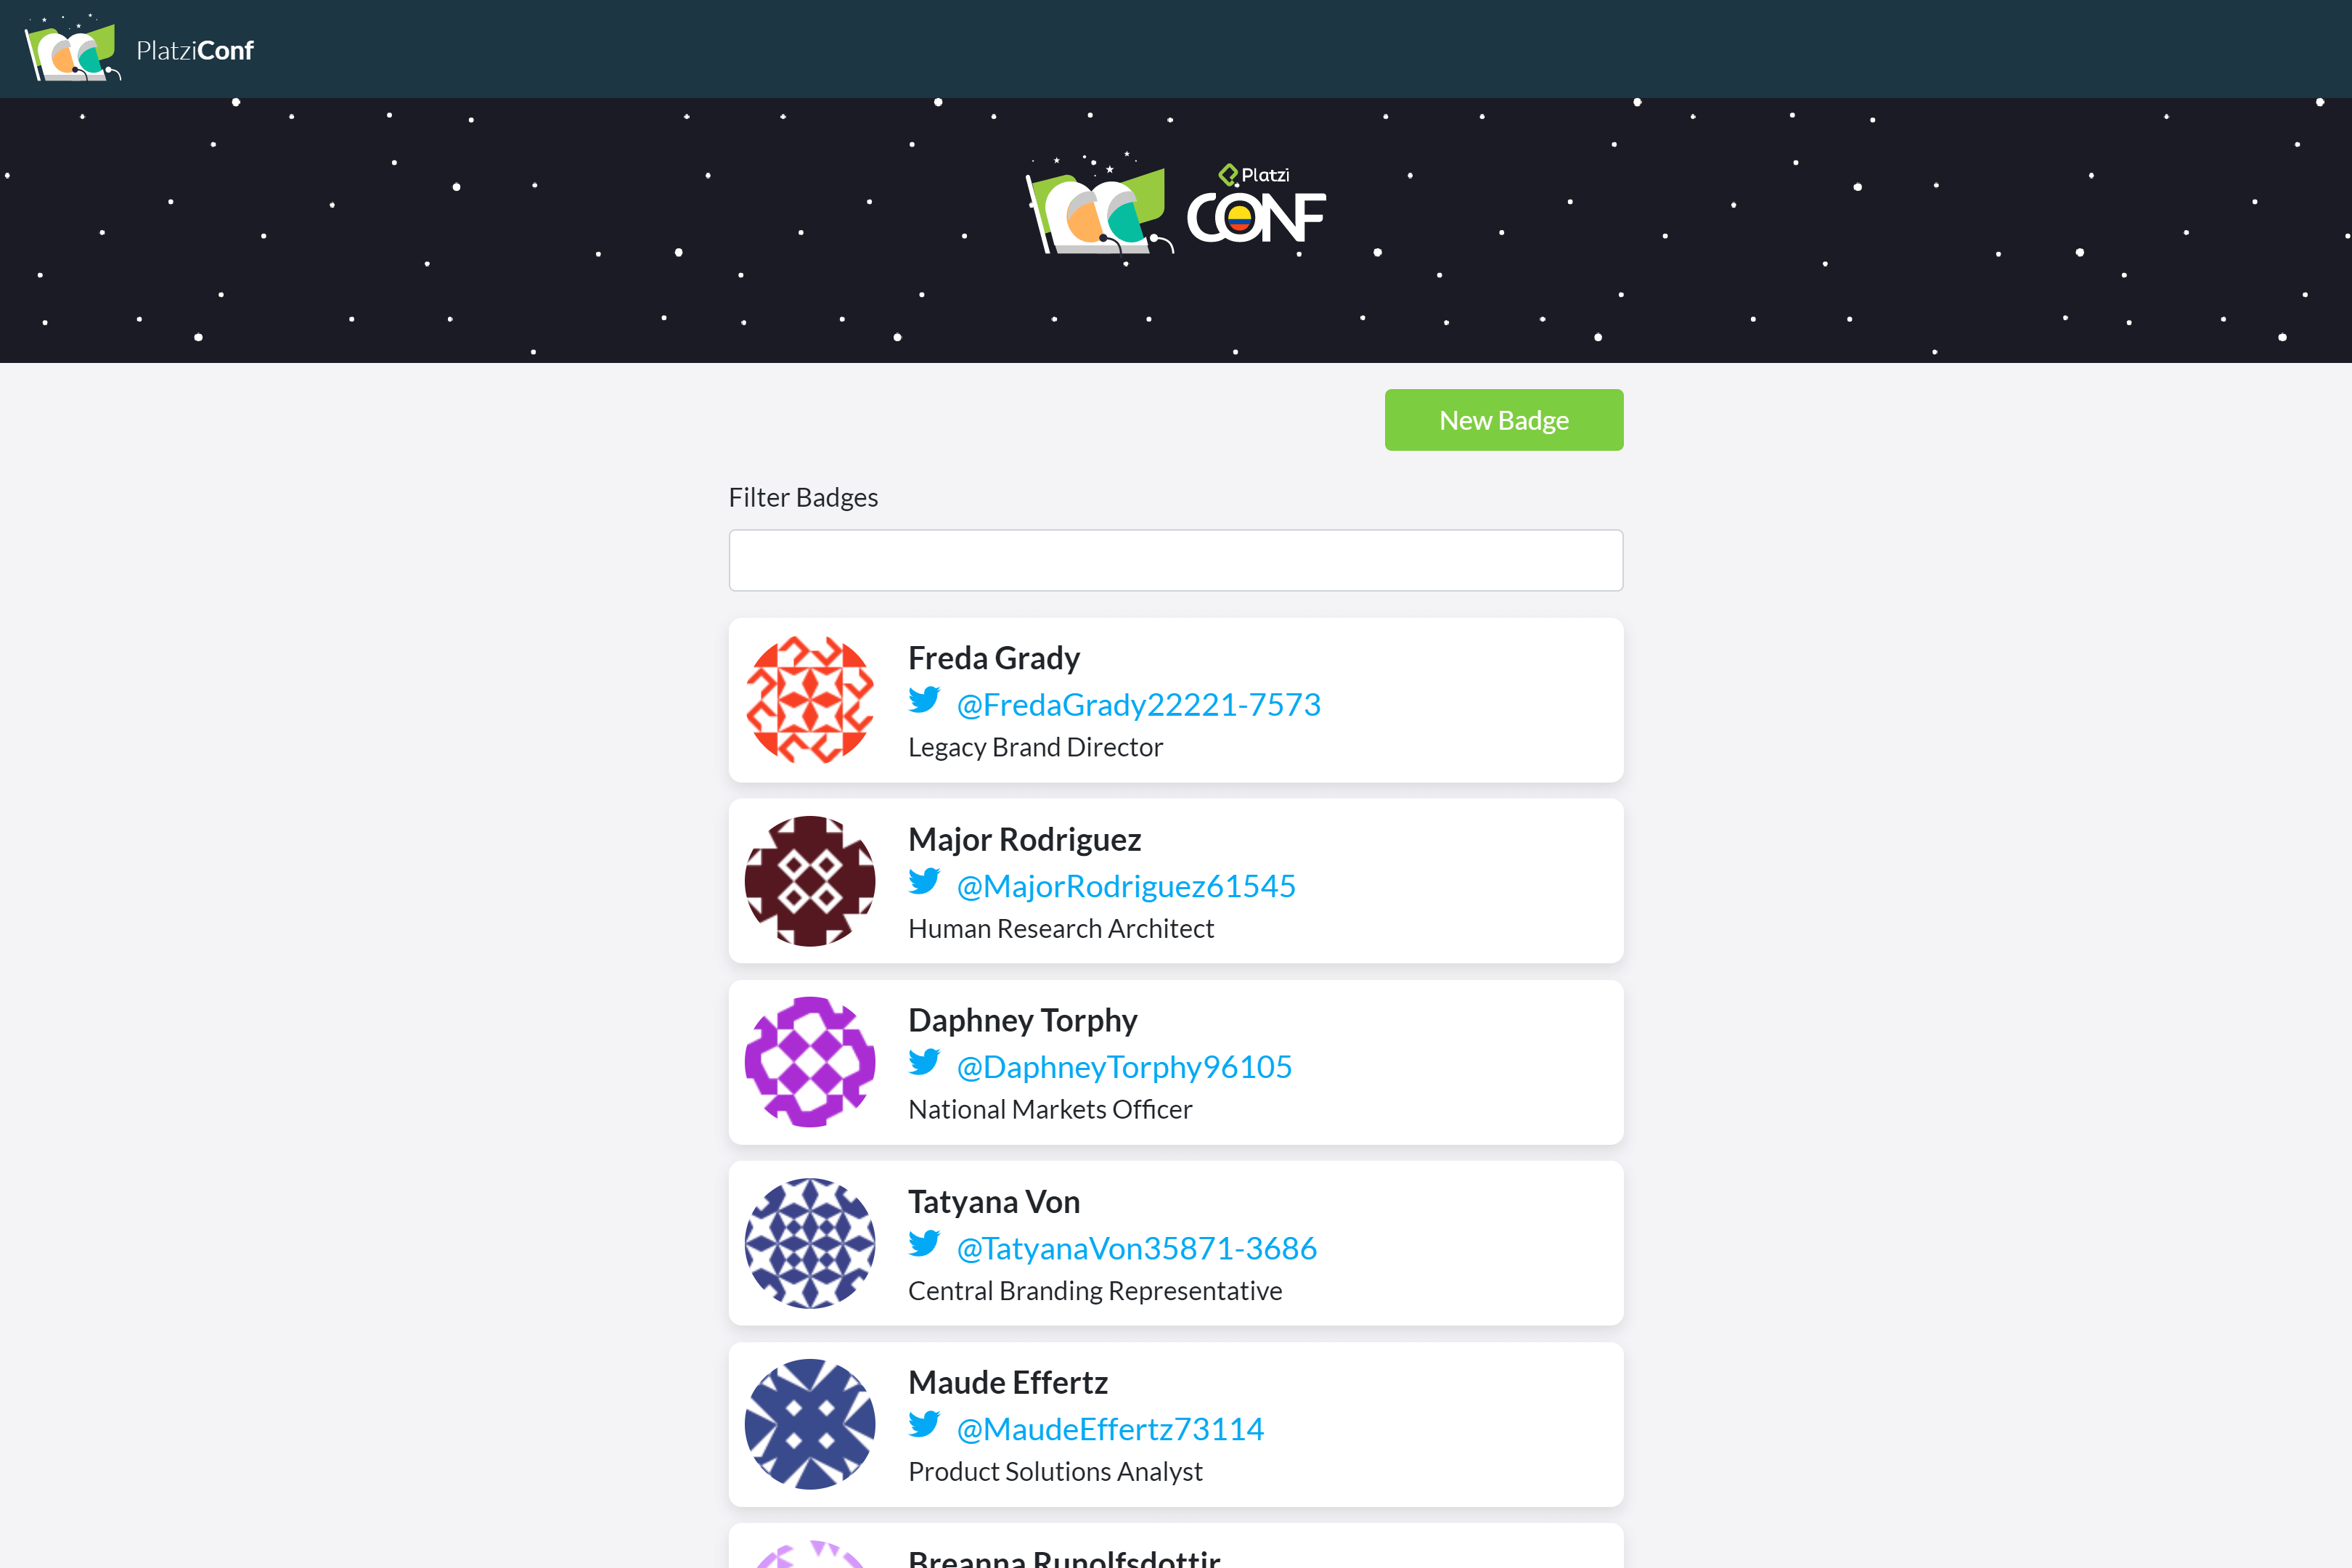 PlatziConf
Platzi
CONF
New Badge
Filter Badges
Freda Grady
@FredaGrady22221-7573
Legacy Brand Director
Major Rodriguez
@MajorRodriguez61545
Human Research Architect
Daphney Torphy
@DaphneyTorphy96105
National Markets Officer
Tatyana Von
@TatyanaVon35871-3686
Central Branding Representative
Maude Effertz
@MaudeEffertz73114
Product Solutions Analyst
Breanna Runolfsdottir